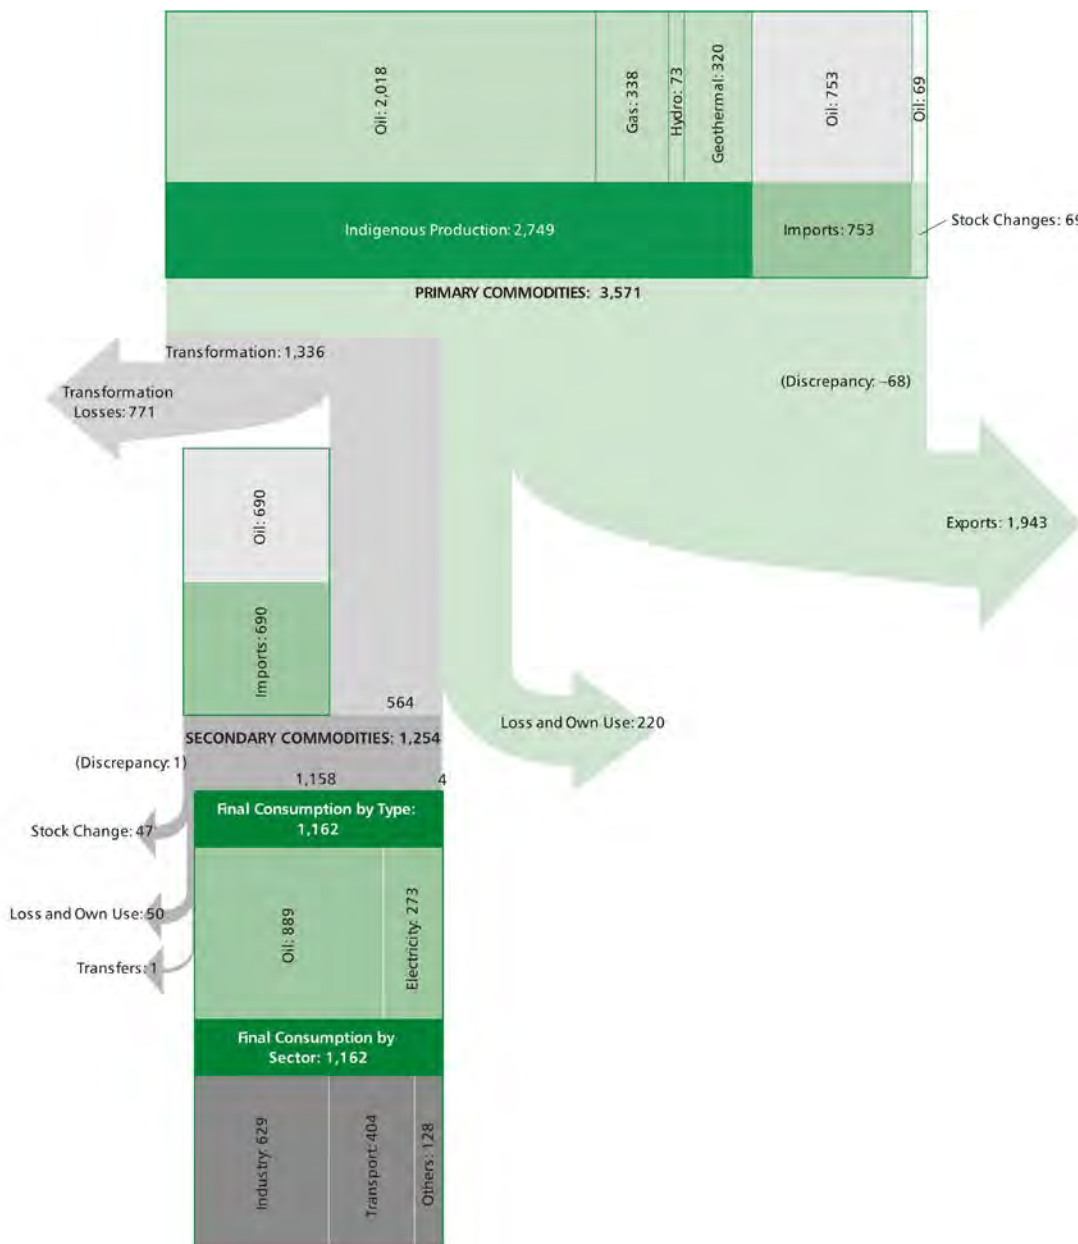 Oil: 2,018
Gas: 338
Hydro: 73
Geothermal: 320
Oil: 753
Oil: 69
Indigenous Production: 2,749
Imports: 753
Stock Changes: 69
PRIMARY COMMODITIES: 3,571
Transformation: 1,336
(Discrepancy: –68)
Transformation
Losses: 771
Exports: 1,943
Oil: 690
Imports: 690
564
Loss and Own Use: 220
SECONDARY COMMODITIES: 1,254
(Discrepancy: 1)
1,158
4
Final Consumption by Type:
1,162
Stock Change: 47
Oil: 889
Electricity: 273
Loss and Own Use: 50
Transfers: 1
Final Consumption by
Sector: 1,162
Industry: 629
Transport: 404
Others: 128